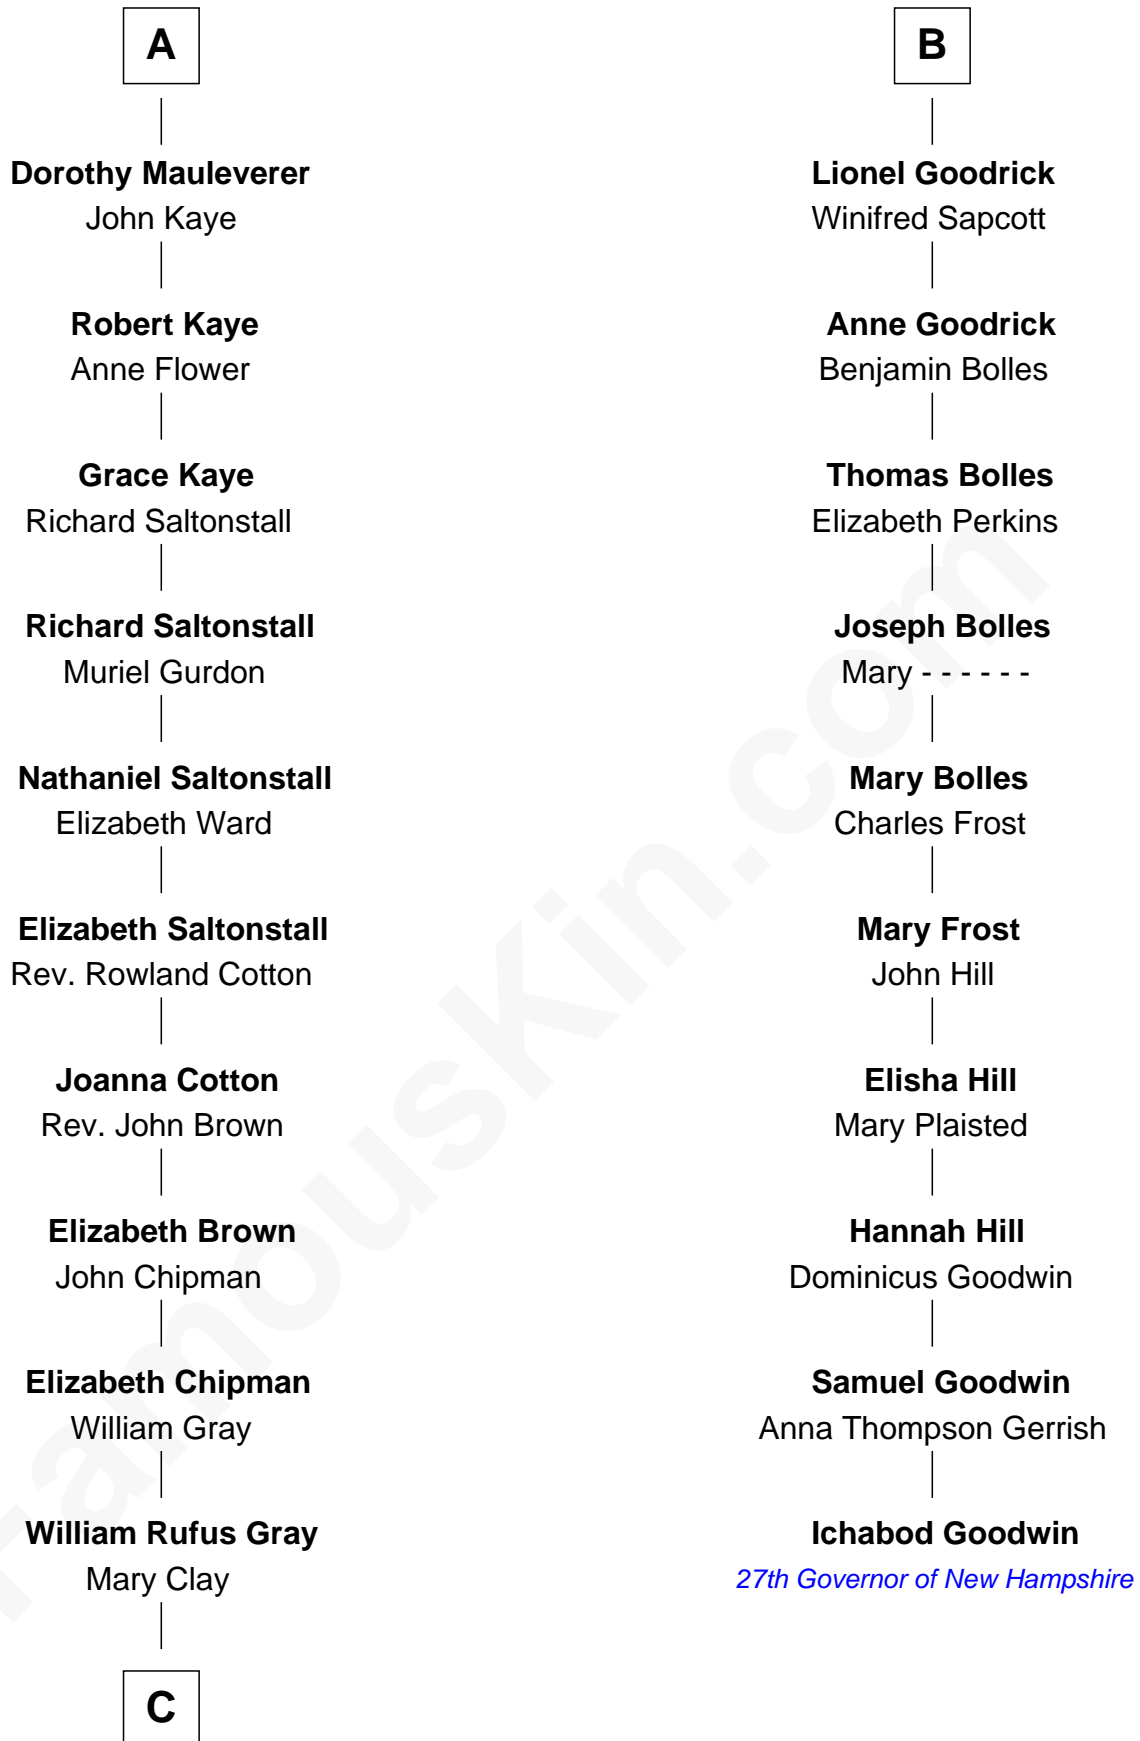 A
Dorothy Mauleverer
John Kaye
Robert Kaye
Anne Flower
Grace Kaye
Richard Saltonstall
Richard Saltonstall
Muriel Gurdon
Nathaniel Saltonstall
Elizabeth Ward
Elizabeth Saltonstall
Rev. Rowland Cotton
Joanna Cotton
Rev. John Brown
Elizabeth Brown
John Chipman
Elizabeth Chipman
William Gray
William Rufus Gray
Mary Clay
C
B
Lionel Goodrick
Winifred Sapcott
Anne Goodrick
Benjamin Bolles
Thomas Bolles
Elizabeth Perkins
Joseph Bolles
Mary - - - - - -
Mary Bolles
Charles Frost
Mary Frost
John Hill
Elisha Hill
Mary Plaisted
Hannah Hill
Dominicus Goodwin
Samuel Goodwin
Anna Thompson Gerrish
Ichabod Goodwin
27th Governor of New Hampshire
FamousKin.com